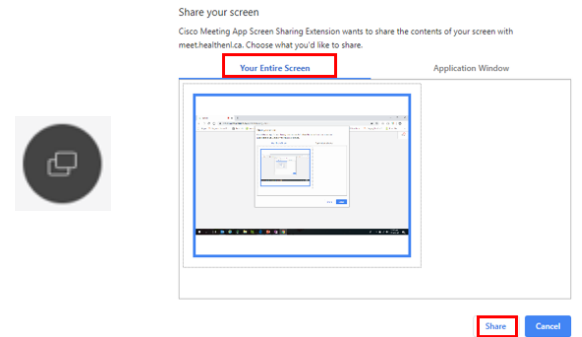 Share your screen
Cisco Meeting App Screen Sharing Extension wants to share the contents of your screen with
meet.healthenl.ca. Choose what you'd like to share.
Your Entire Screen Application Window
Share Cancel